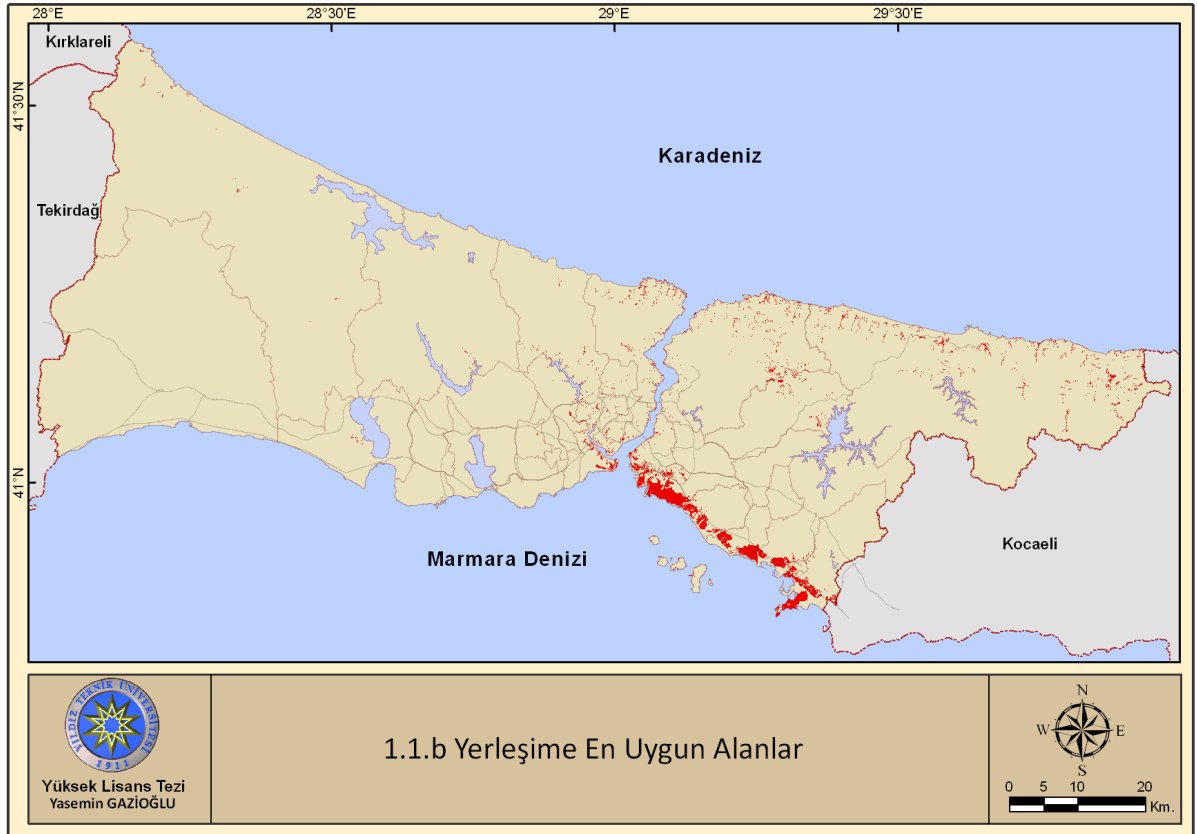 28°E
28°30'E
29°E
29°30'E
Kırklareli
41°30'N
Karadeniz
Tekirdağ
41°N
Marmara Denizi
Kocaeli
YILDIZ TEKNİK ÜNİVERSİTESİ
1911
Yüksek Lisans Tezi
Yasemin GAZİOĞLU
1.1.b Yerleşime En Uygun Alanlar
N
W
E
S
0 5 10 20
Km.